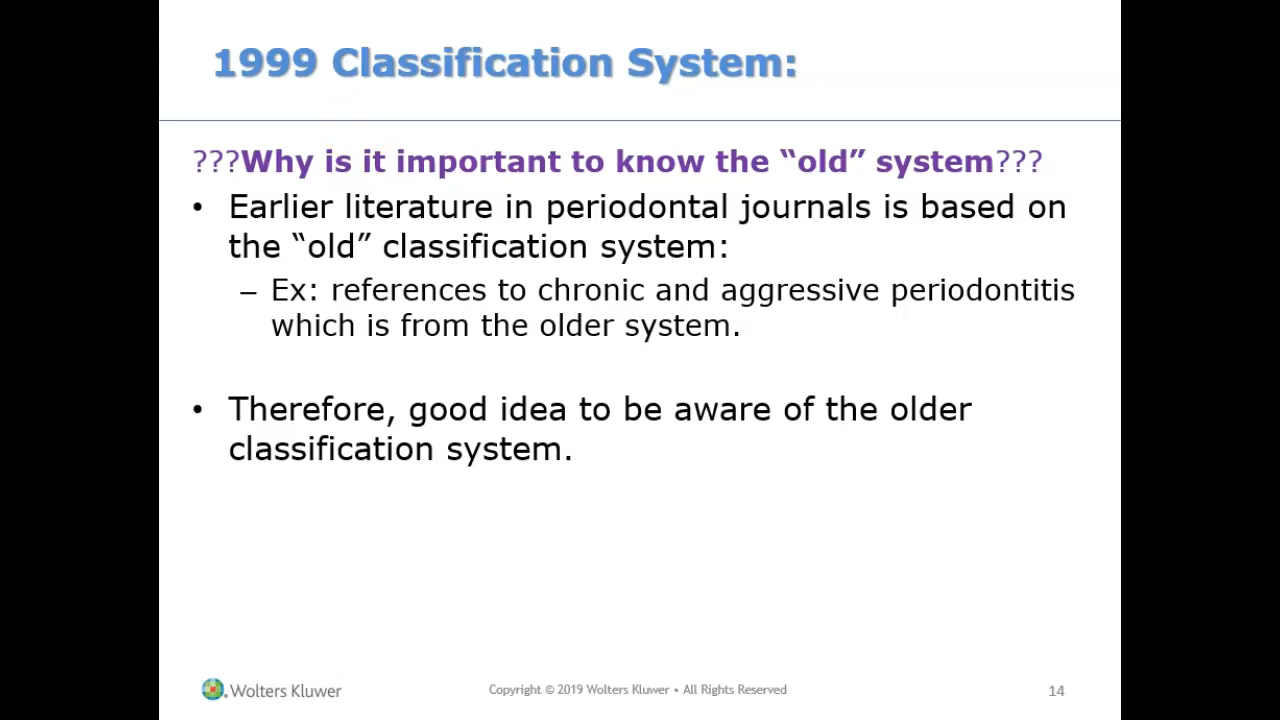 1999 Classification System:
???Why is it important to know the “old” system???
• Earlier literature in periodontal journals is based on
the “old” classification system:
– Ex: references to chronic and aggressive periodontitis
which is from the older system.
• Therefore, good idea to be aware of the older
classification system.
Wolters Kluwer
Copyright © 2019 Wolters Kluwer • All Rights Reserved
14